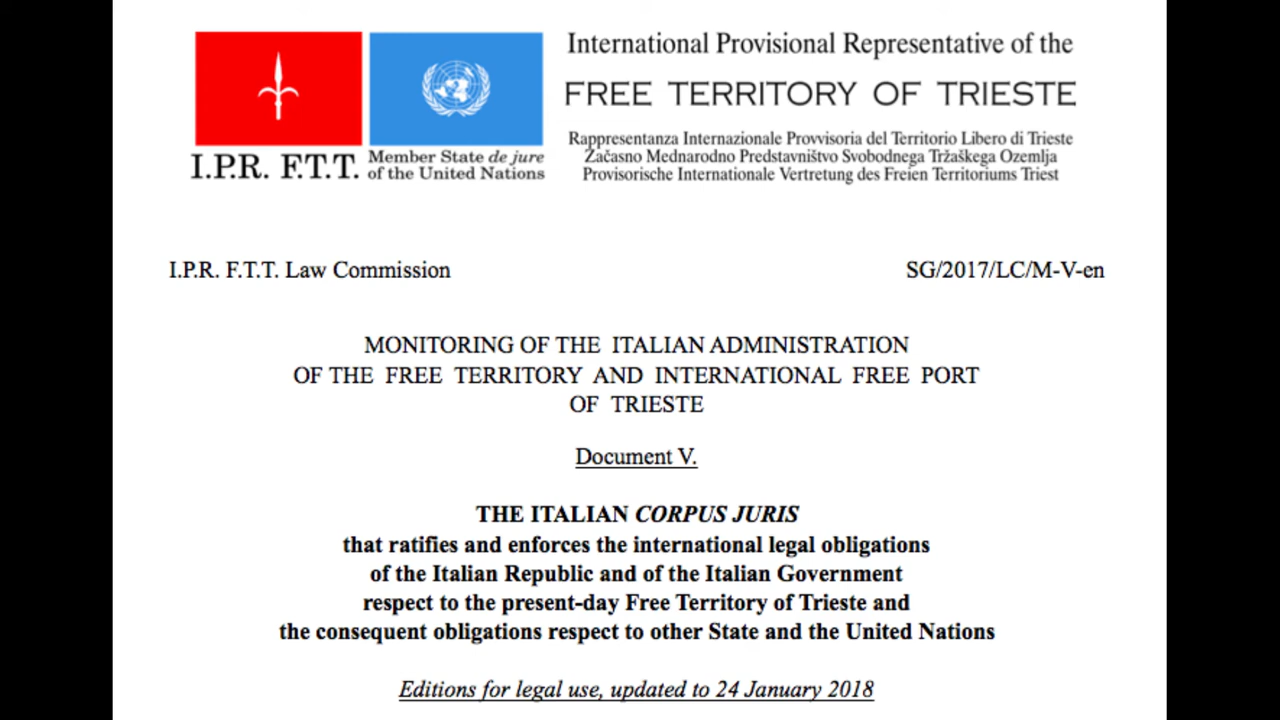 International Provisional Representative of the
FREE TERRITORY OF TRIESTE
Rappresentanza Internazionale Provvisoria del Territorio Libero di Trieste
Začasno Mednarodno Predstavništvo Svobodnega Tržaškega Ozemlja
Provisorische Internationale Vertretung des Freien Territoriums Triest
I.P.R. F.T.T.
Member State de jure
of the United Nations
I.P.R. F.T.T. Law Commission
SG/2017/LC/M-V-en
MONITORING OF THE ITALIAN ADMINISTRATION
OF THE FREE TERRITORY AND INTERNATIONAL FREE PORT
OF TRIESTE
Document V.
THE ITALIAN CORPUS JURIS
that ratifies and enforces the international legal obligations
of the Italian Republic and of the Italian Government
respect to the present-day Free Territory of Trieste and
the consequent obligations respect to other State and the United Nations
Editions for legal use, updated to 24 January 2018